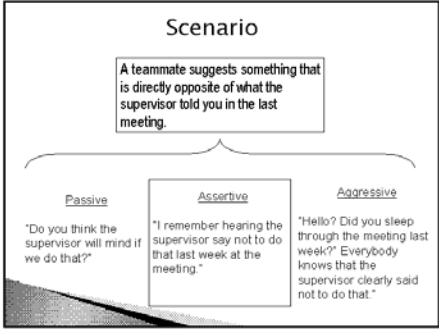 Scenario
A teammate suggests something that
is directly opposite of what the
supervisor told you in the last
meeting.
Passive
"Do you think the
supervisor will mind if
we do that?"
Assertive
"I remember hearing the
supervisor say not to do
that last week at the
meeting."
Aggressive
"Hello? Did you sleep
through the meeting last
week?" Everybody
knows that the
supervisor clearly said
not to do that."